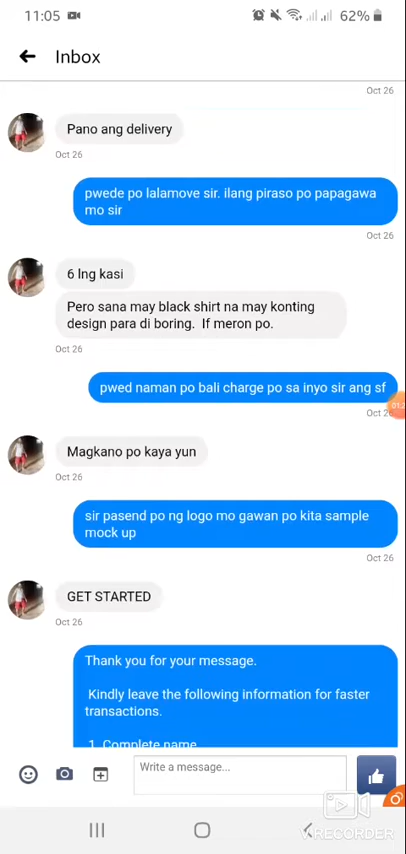 11:05
62%
Inbox
Oct 26
Pano ang delivery
Oct 26
pwede po lalamove sir. ilang piraso po papagawa
mo sir
Oct 26
6 lng kasi
Pero sana may black shirt na may konting
design para di boring.  If meron po.
Oct 26
pwed naman po bali charge po sa inyo sir ang sf
Oct 26
Magkano po kaya yun
Oct 26
sir pasend po ng logo mo gawan po kita sample
mock up
Oct 26
GET STARTED
Oct 26
Thank you for your message.
Kindly leave the following information for faster
transactions.
1. Complete name
Write a message...
V.RECORDER